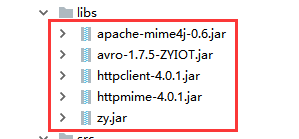 libs
apache-mime4j-0.6.jar
avro-1.7.5-ZYIOT.jar
httpclient-4.0.1.jar
httpmime-4.0.1.jar
zy.jar
src